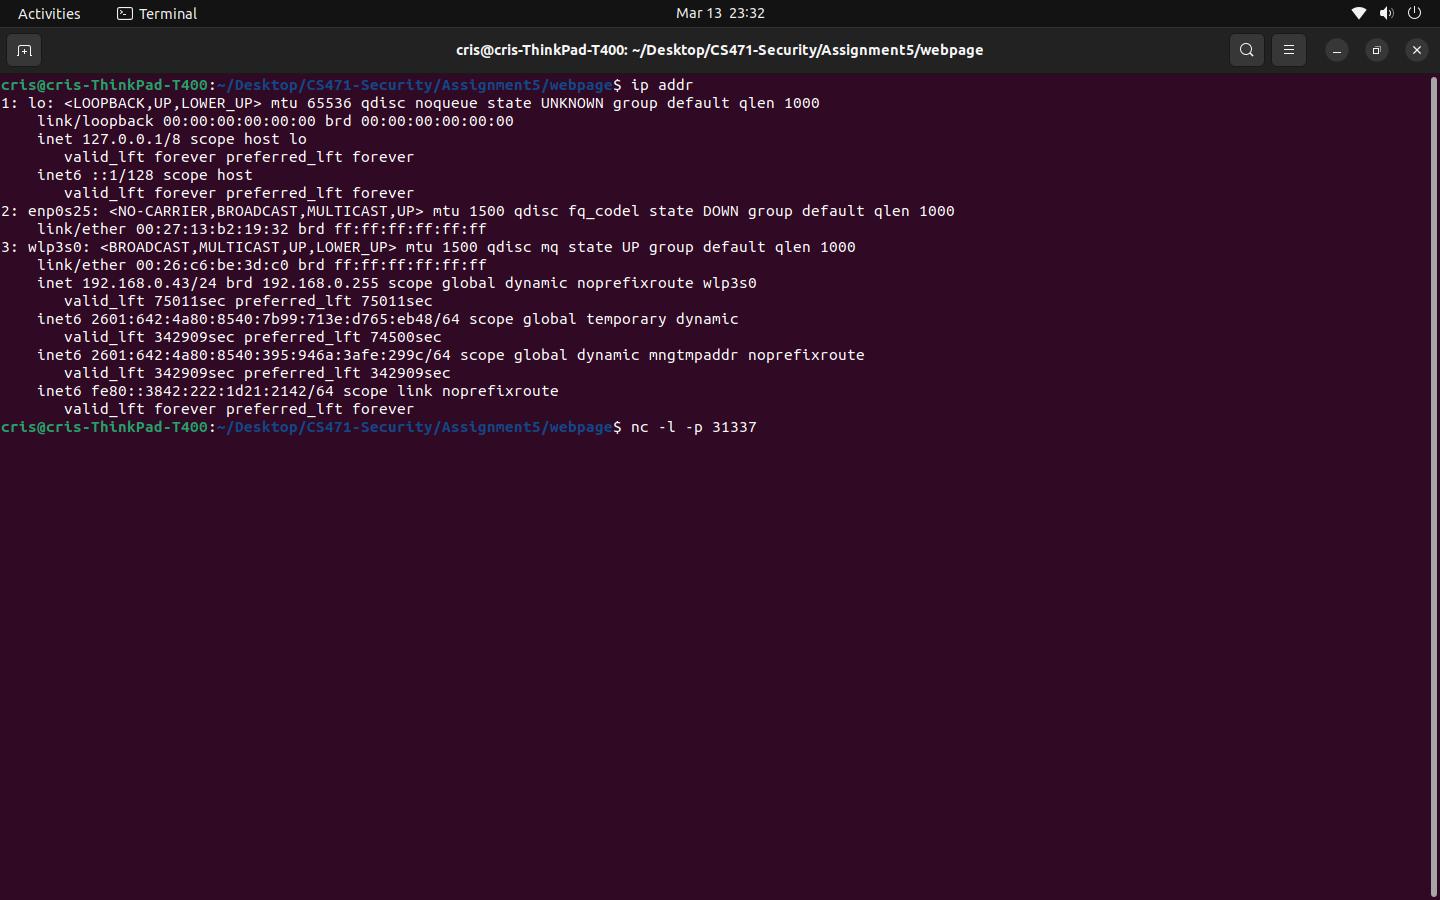 Activities Terminal Mar 13 23:32
cris@cris-ThinkPad-T400: ~/Desktop/CS471-Security/Assignment5/webpage
cris@cris-ThinkPad-T400:~/Desktop/CS471-Security/Assignment5/webpage$ ip addr
1: lo: <LOOPBACK,UP,LOWER_UP> mtu 65536 qdisc noqueue state UNKNOWN group default qlen 1000
    link/loopback 00:00:00:00:00:00 brd 00:00:00:00:00:00
    inet 127.0.0.1/8 scope host lo
       valid_lft forever preferred_lft forever
    inet6 ::1/128 scope host
       valid_lft forever preferred_lft forever
2: enp0s25: <NO-CARRIER,BROADCAST,MULTICAST,UP> mtu 1500 qdisc fq_codel state DOWN group default qlen 1000
    link/ether 00:27:13:b2:19:32 brd ff:ff:ff:ff:ff:ff
3: wlp3s0: <BROADCAST,MULTICAST,UP,LOWER_UP> mtu 1500 qdisc mq state UP group default qlen 1000
    link/ether 00:26:c6:be:3d:c0 brd ff:ff:ff:ff:ff:ff
    inet 192.168.0.43/24 brd 192.168.0.255 scope global dynamic noprefixroute wlp3s0
       valid_lft 75011sec preferred_lft 75011sec
    inet6 2601:642:4a80:8540:7b99:713e:d765:eb48/64 scope global temporary dynamic
       valid_lft 342909sec preferred_lft 74500sec
    inet6 2601:642:4a80:8540:395:946a:3afe:299c/64 scope global dynamic mngtmpaddr noprefixroute
       valid_lft 342909sec preferred_lft 342909sec
    inet6 fe80::3842:222:1d21:2142/64 scope link noprefixroute
       valid_lft forever preferred_lft forever
cris@cris-ThinkPad-T400:~/Desktop/CS471-Security/Assignment5/webpage$ nc -l -p 31337